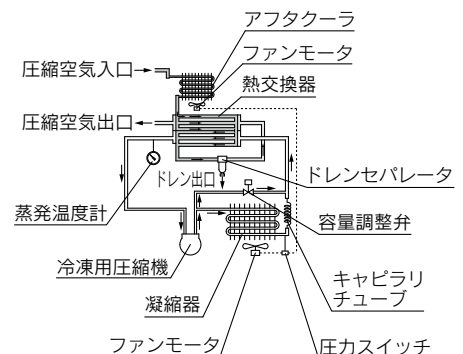 アフタクーラ
ファンモータ
圧縮空気入口
熱交換器
圧縮空気出口
ドレン出口
ドレンセパレータ
蒸発温度計
容量調整弁
冷凍用圧縮機
キャピラリ
チューブ
凝縮器
ファンモータ
圧力スイッチ